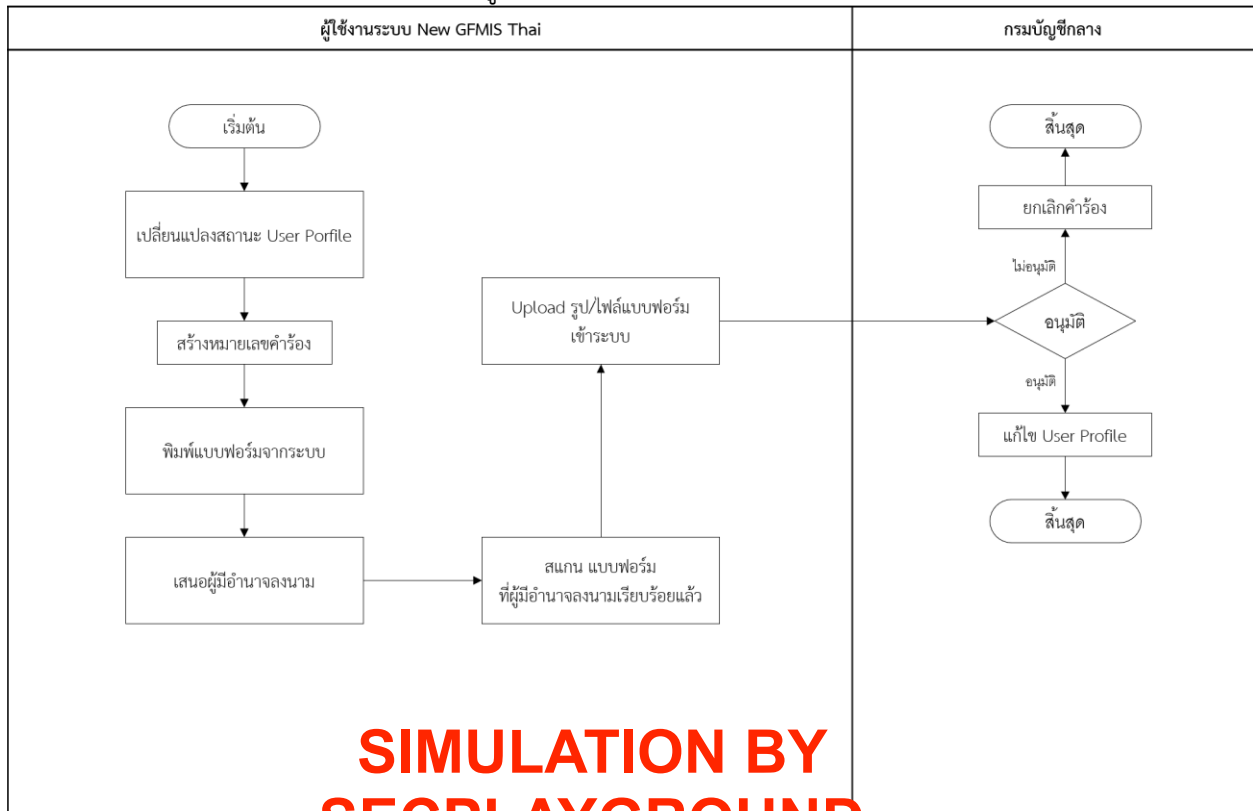 ผู้ใช้งานระบบ New GFMIS Thai
กรมบัญชีกลาง
เริ่มต้น
เปลี่ยนแปลงสถานะ User Porfile
สร้างหมายเลขคำร้อง
พิมพ์แบบฟอร์มจากระบบ
เสนอผู้มีอำนาจลงนาม
สแกน แบบฟอร์ม
ที่ผู้มีอำนาจลงนามเรียบร้อยแล้ว
Upload รูป/ไฟล์แบบฟอร์ม
เข้าระบบ
สิ้นสุด
ยกเลิกคำร้อง
ไม่อนุมัติ
อนุมัติ
อนุมัติ
แก้ไข User Profile
สิ้นสุด
SIMULATION BY
SECPLAYGROUND